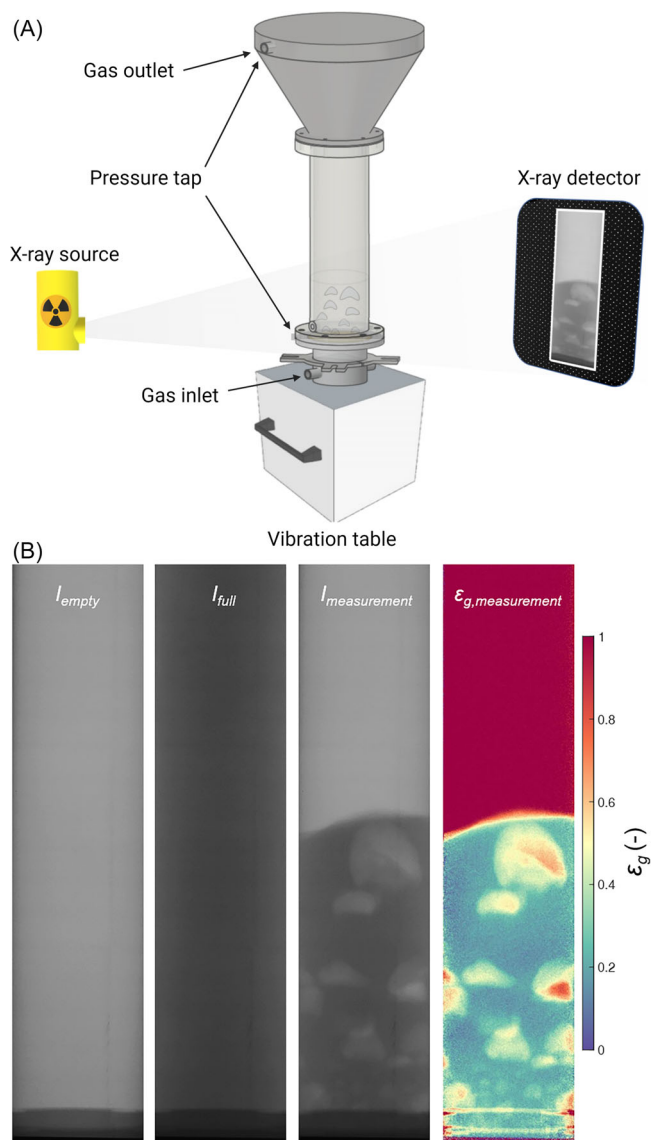 (A)
Gas outlet
Pressure tap
X-ray detector
X-ray source
Gas inlet
Vibration table
(B)
I_empty
I_full
I_measurement
ε_g,measurement
1
0.8
0.6
0.4
0.2
0
ε_g (-)